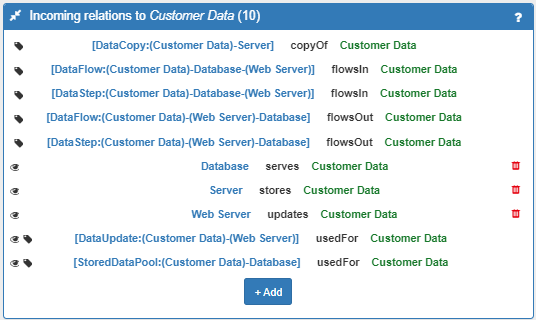 Incoming relations to Customer Data (10) ?
[DataCopy:(Customer Data)-Server] copyOf Customer Data
[DataFlow:(Customer Data)-Database-(Web Server)] flowsIn Customer Data
[DataStep:(Customer Data)-Database-(Web Server)] flowsIn Customer Data
[DataFlow:(Customer Data)-(Web Server)-Database] flowsOut Customer Data
[DataStep:(Customer Data)-(Web Server)-Database] flowsOut Customer Data
Database serves Customer Data
Server stores Customer Data
Web Server updates Customer Data
[DataUpdate:(Customer Data)-(Web Server)] usedFor Customer Data
[StoredDataPool:(Customer Data)-Database] usedFor Customer Data
+ Add